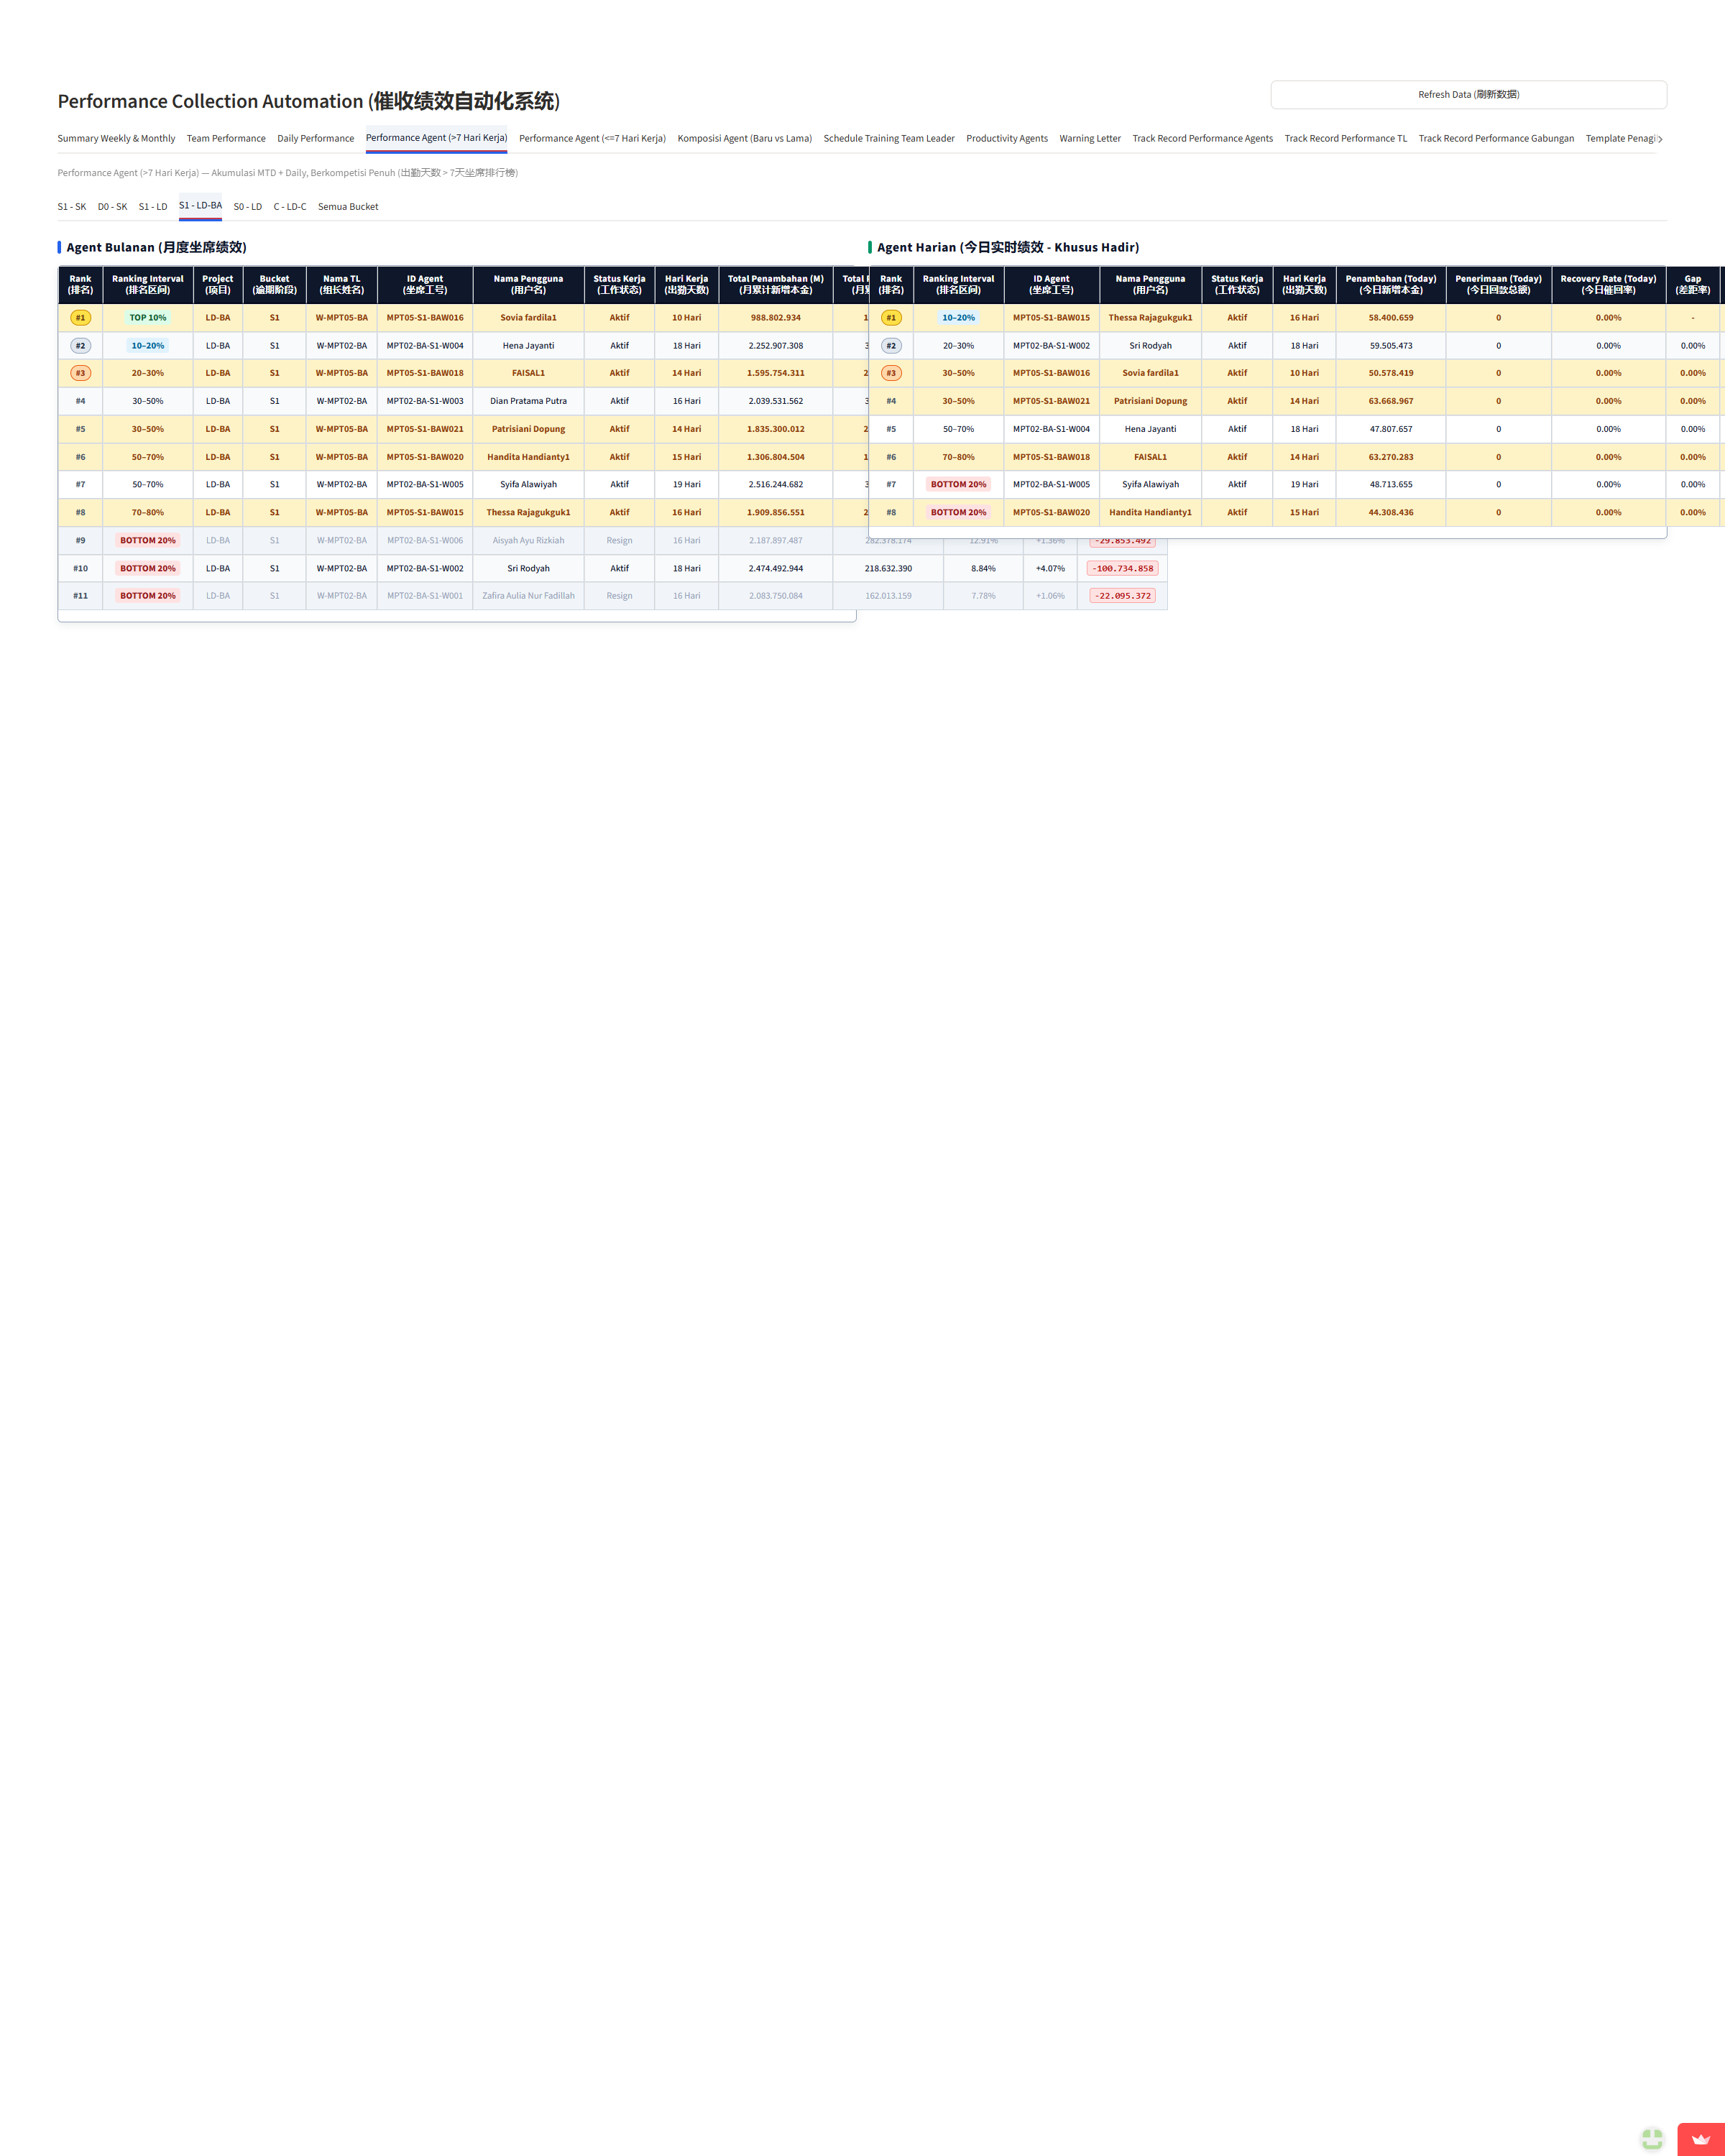 Performance Collection Automation (催收绩效自动化系统)
Refresh Data (刷新数据)
Summary Weekly & Monthly Team Performance Daily Performance Performance Agent (>7 Hari Kerja) Performance Agent (<=7 Hari Kerja) Komposisi Agent (Baru vs Lama) Schedule Training Team Leader Productivity Agents Warning Letter Track Record Performance Agents Track Record Performance TL Track Record Performance Gabungan Template Penagi
Performance Agent (>7 Hari Kerja) — Akumulasi MTD + Daily, Berkompetisi Penuh (出勤天数 > 7天坐席排行榜)
S1 - SK D0 - SK S1 - LD S1 - LD-BA S0 - LD C - LD-C Semua Bucket
Agent Bulanan (月度坐席绩效)
Rank Ranking Interval Project Bucket Nama TL ID Agent Nama Pengguna Status Kerja Hari Kerja Total Penambahan (M) Total
(排名) (排名区间) (项目) (逾期阶段) (组长姓名) (坐席工号) (用户名) (工作状态) (出勤天数) (月累计新增本金) (月
#1 TOP 10% LD-BA S1 W-MPT05-BA MPT05-S1-BAW016 Sovia fardila1 Aktif 10 Hari 988.802.934 1
#2 10–20% LD-BA S1 W-MPT02-BA MPT02-BA-S1-W004 Hena Jayanti Aktif 18 Hari 2.252.907.308 3
#3 20–30% LD-BA S1 W-MPT05-BA MPT05-S1-BAW018 FAISAL1 Aktif 14 Hari 1.595.754.311 2
#4 30–50% LD-BA S1 W-MPT02-BA MPT02-BA-S1-W003 Dian Pratama Putra Aktif 16 Hari 2.039.531.562 3
#5 30–50% LD-BA S1 W-MPT05-BA MPT05-S1-BAW021 Patrisiani Dopung Aktif 14 Hari 1.835.300.012 2
#6 50–70% LD-BA S1 W-MPT05-BA MPT05-S1-BAW020 Handita Handianty1 Aktif 15 Hari 1.306.804.504 1
#7 50–70% LD-BA S1 W-MPT02-BA MPT02-BA-S1-W005 Syifa Alawiyah Aktif 19 Hari 2.516.244.682 3
#8 70–80% LD-BA S1 W-MPT05-BA MPT05-S1-BAW015 Thessa Rajagukguk1 Aktif 16 Hari 1.909.856.551 2
#9 BOTTOM 20% LD-BA S1 W-MPT02-BA MPT02-BA-S1-W006 Aisyah Ayu Rizkiah Resign 16 Hari 2.187.897.487 282.378.174 12.91% +1.36% -29.853.492
#10 BOTTOM 20% LD-BA S1 W-MPT02-BA MPT02-BA-S1-W002 Sri Rodyah Aktif 18 Hari 2.474.492.944 218.632.390 8.84% +4.07% -100.734.858
#11 BOTTOM 20% LD-BA S1 W-MPT02-BA MPT02-BA-S1-W001 Zafira Aulia Nur Fadillah Resign 16 Hari 2.083.750.084 162.013.159 7.78% +1.06% -22.095.372
Agent Harian (今日实时绩效 - Khusus Hadir)
Rank Ranking Interval ID Agent Nama Pengguna Status Kerja Hari Kerja Penambahan (Today) Penerimaan (Today) Recovery Rate (Today) Gap
(排名) (排名区间) (坐席工号) (用户名) (工作状态) (出勤天数) (今日新增本金) (今日回款总额) (今日催回率) (差距率)
#1 10–20% MPT05-S1-BAW015 Thessa Rajagukguk1 Aktif 16 Hari 58.400.659 0 0.00% -
#2 20–30% MPT02-BA-S1-W002 Sri Rodyah Aktif 18 Hari 59.505.473 0 0.00% 0.00%
#3 30–50% MPT05-S1-BAW016 Sovia fardila1 Aktif 10 Hari 50.578.419 0 0.00% 0.00%
#4 30–50% MPT05-S1-BAW021 Patrisiani Dopung Aktif 14 Hari 63.668.967 0 0.00% 0.00%
#5 50–70% MPT02-BA-S1-W004 Hena Jayanti Aktif 18 Hari 47.807.657 0 0.00% 0.00%
#6 70–80% MPT05-S1-BAW018 FAISAL1 Aktif 14 Hari 63.270.283 0 0.00% 0.00%
#7 BOTTOM 20% MPT02-BA-S1-W005 Syifa Alawiyah Aktif 19 Hari 48.713.655 0 0.00% 0.00%
#8 BOTTOM 20% MPT05-S1-BAW020 Handita Handianty1 Aktif 15 Hari 44.308.436 0 0.00% 0.00%